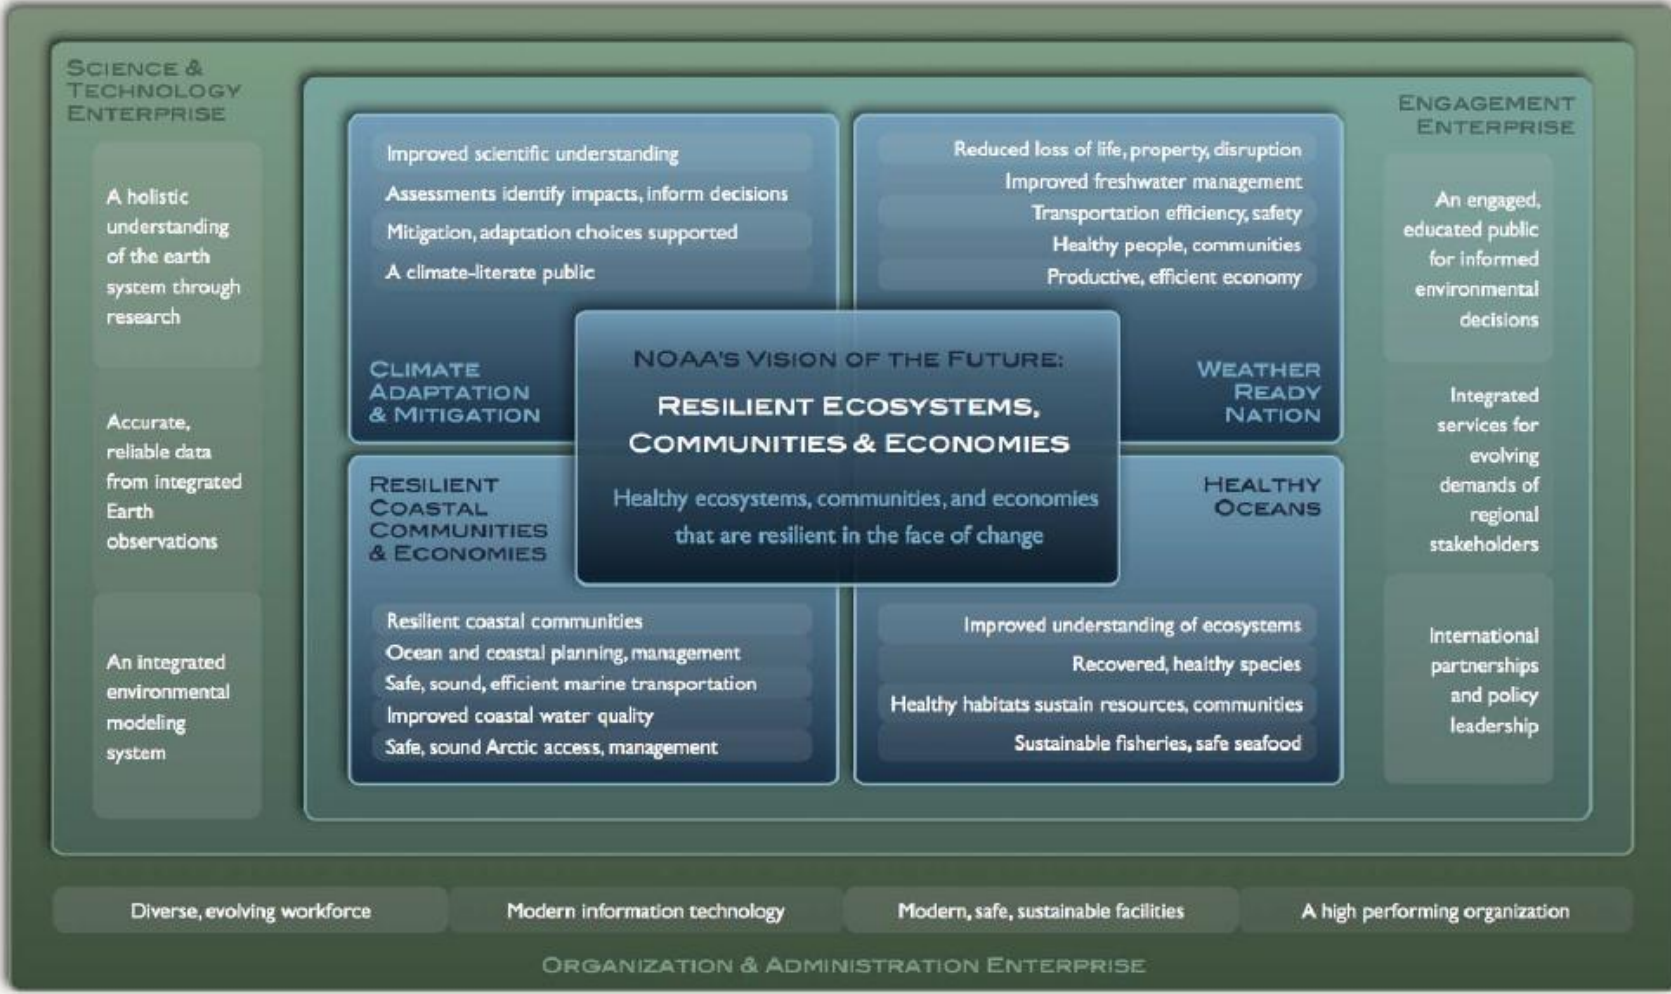 SCIENCE &
TECHNOLOGY
ENTERPRISE
A holistic
understanding
of the earth
system through
research
Accurate,
reliable data
from integrated
Earth
observations
An integrated
environmental
modeling
system
Improved scientific understanding
Assessments identify impacts, inform decisions
Mitigation, adaptation choices supported
A climate-literate public
CLIMATE
ADAPTATION
& MITIGATION
Reduced loss of life, property, disruption
Improved freshwater management
Transportation efficiency, safety
Healthy people, communities
Productive, efficient economy
WEATHER
READY
NATION
NOAA'S VISION OF THE FUTURE:
RESILIENT ECOSYSTEMS,
COMMUNITIES & ECONOMIES
Healthy ecosystems, communities, and economies
that are resilient in the face of change
RESILIENT
COASTAL
COMMUNITIES
& ECONOMIES
Resilient coastal communities
Ocean and coastal planning, management
Safe, sound, efficient marine transportation
Improved coastal water quality
Safe, sound Arctic access, management
HEALTHY
OCEANS
Improved understanding of ecosystems
Recovered, healthy species
Healthy habitats sustain resources, communities
Sustainable fisheries, safe seafood
ENGAGEMENT
ENTERPRISE
An engaged,
educated public
for informed
environmental
decisions
Integrated
services for
evolving
demands of
regional
stakeholders
International
partnerships
and policy
leadership
Diverse, evolving workforce
Modern information technology
Modern, safe, sustainable facilities
A high performing organization
ORGANIZATION & ADMINISTRATION ENTERPRISE